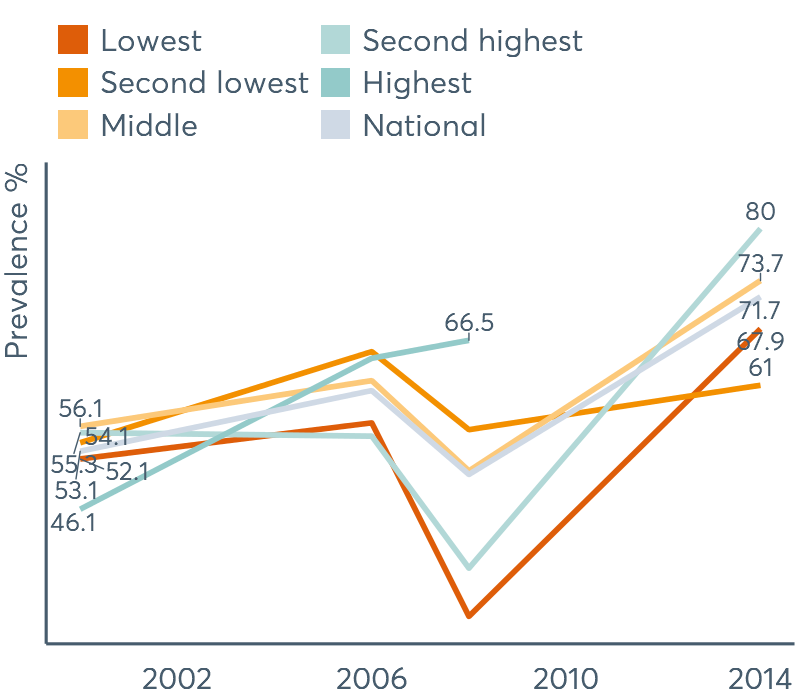 Lowest
Second lowest
Middle
Second highest
Highest
National
Prevalence %
80
73.7
71.7
67.9
61
66.5
56.1
54.1
55.3
52.1
53.1
46.1
2002
2006
2010
2014